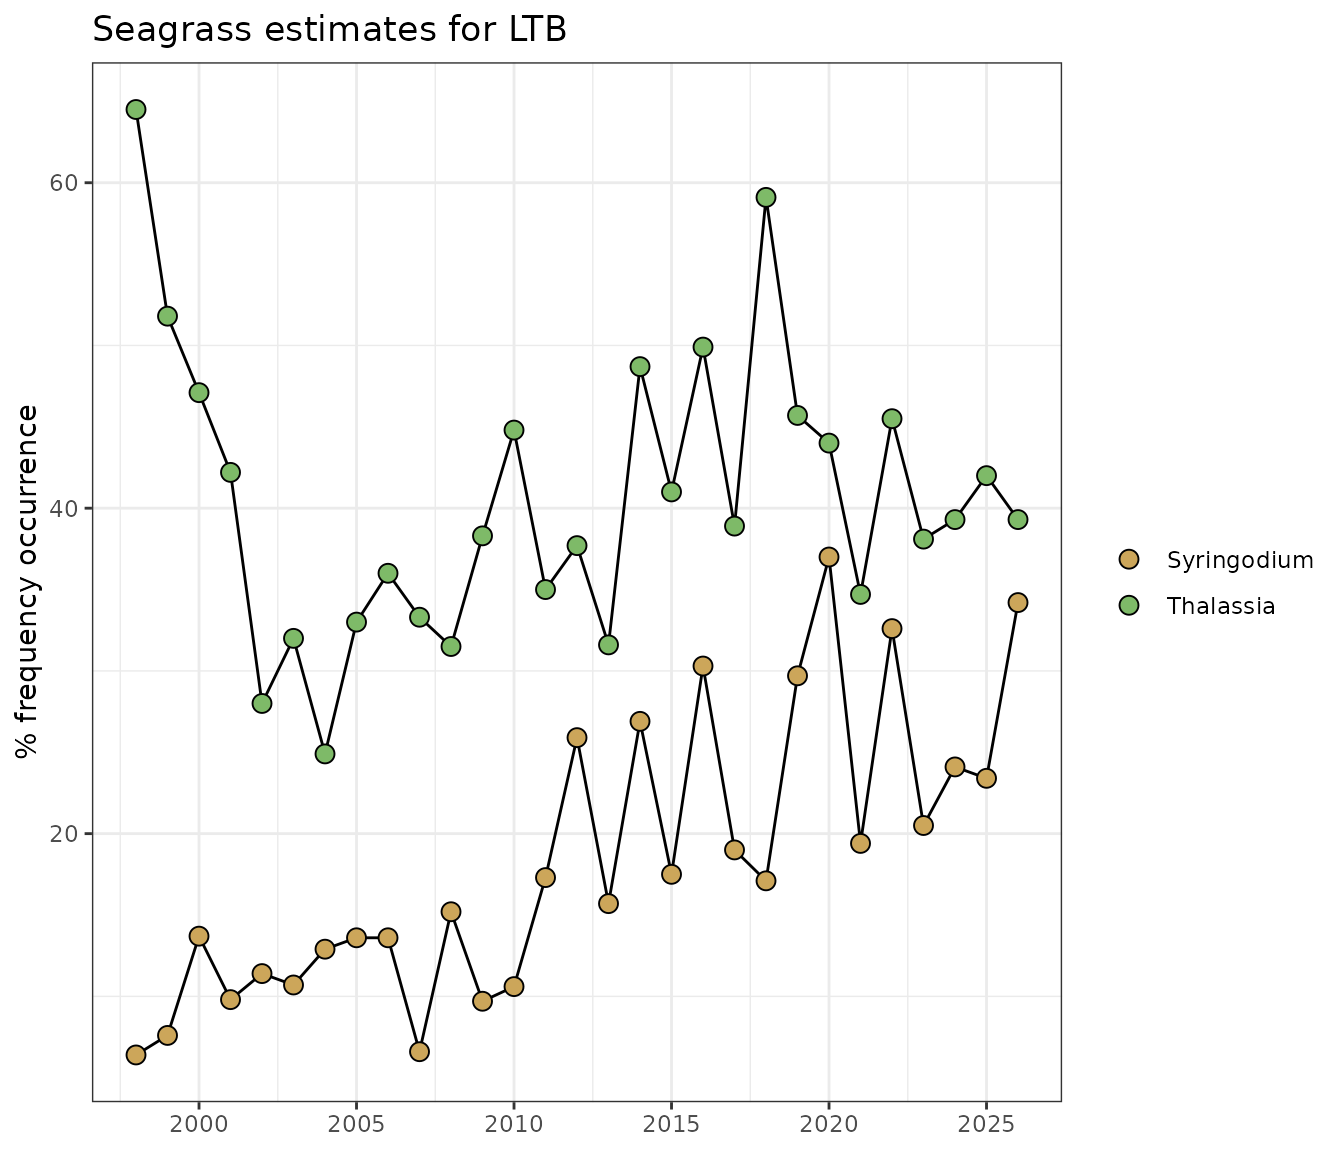 Seagrass estimates for LTB
% frequency occurrence
60
40
20
2000 2005 2010 2015 2020 2025
Syringodium
Thalassia